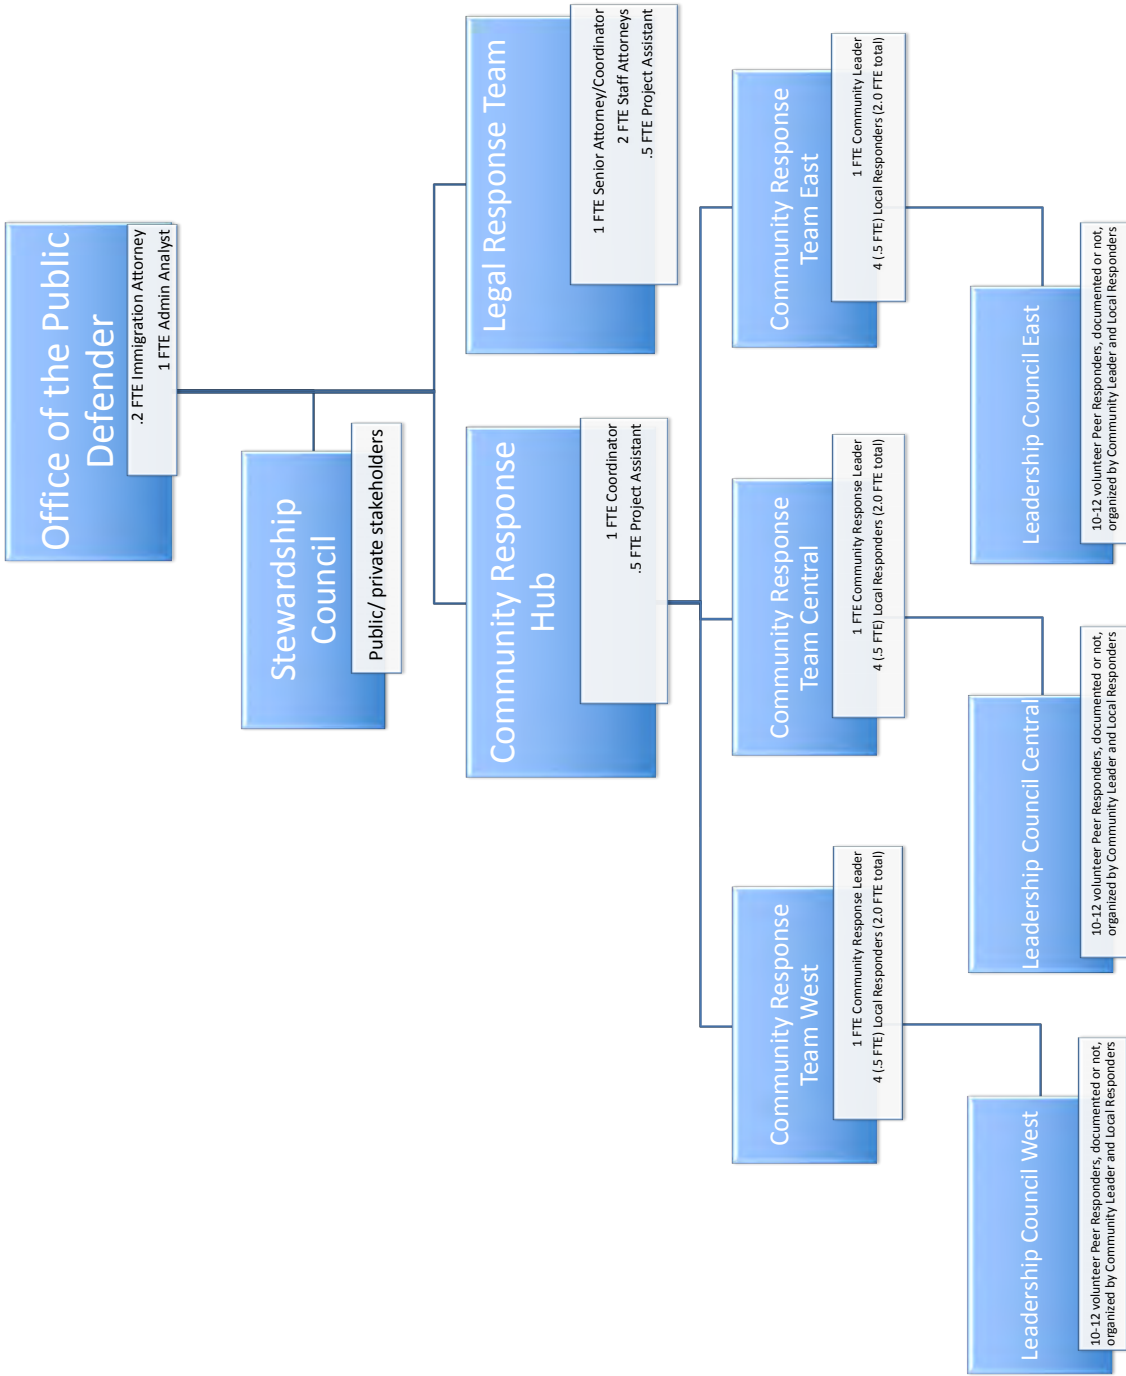 Office of the Public
Defender
.2 FTE Immigration Attorney
1 FTE Admin Analyst
Stewardship
Council
Public/ private stakeholders
Community Response
Hub
1 FTE Coordinator
.5 FTE Project Assistant
Legal Response Team
1 FTE Senior Attorney/Coordinator
2 FTE Staff Attorneys
.5 FTE Project Assistant
Community Response
Team West
1 FTE Community Response Leader
4 (.5 FTE) Local Responders (2.0 FTE total)
Community Response
Team Central
1 FTE Community Response Leader
4 (.5 FTE) Local Responders (2.0 FTE total)
Community Response
Team East
1 FTE Community Leader
4 (.5 FTE) Local Responders (2.0 FTE total)
Leadership Council West
10-12 volunteer Peer Responders, documented or not,
organized by Community Leader and Local Responders
Leadership Council Central
10-12 volunteer Peer Responders, documented or not,
organized by Community Leader and Local Responders
Leadership Council East
10-12 volunteer Peer Responders, documented or not,
organized by Community Leader and Local Responders